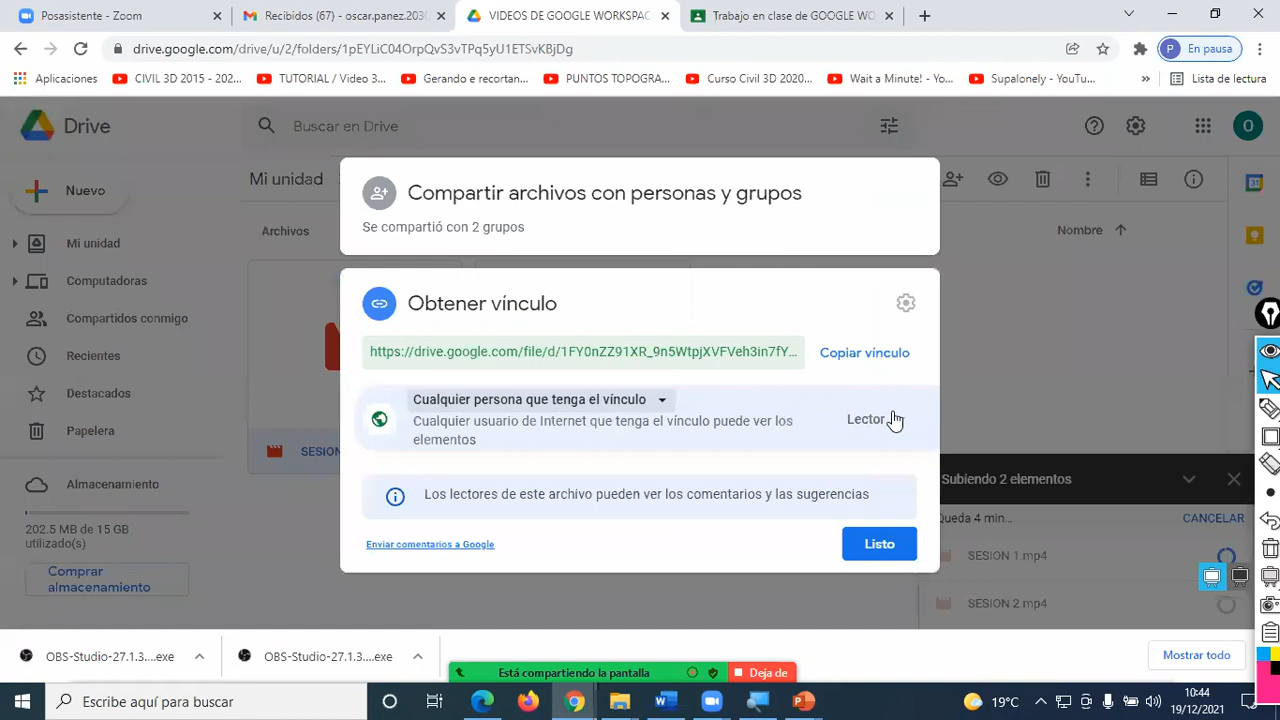 Posasistente - Zoom
Recibidos (67) - oscar.panez.203
VIDEOS DE GOOGLE WORKSPAC
Trabajo en clase de GOOGLE WO
drive.google.com/drive/u/2/folders/1pEYLiC04OrpQvS3vTPq5yU1ETSvKBjDg
En pausa
Aplicaciones
CIVIL 3D 2015 - 202...
TUTORIAL / Video 3...
Gerando e recortan...
PUNTOS TOPOGRA...
Curso Civil 3D 2020...
Wait a Minute! - Yo...
Supalonely - YouTu...
Lista de lectura
Drive
Buscar en Drive
Nuevo
Mi unidad
Compartir archivos con personas y grupos
Se compartió con 2 grupos
Archivos
Nombre
Mi unidad
Computadoras
Compartidos conmigo
Recientes
Destacados
Papelera
Almacenamiento
202.5 MB de 15 GB
utilizado(s)
Comprar
almacenamiento
SESION
Obtener vínculo
https://drive.google.com/file/d/1FY0nZZ91XR_9n5WtpjXVFVeh3in7fY...
Copiar vínculo
Cualquier persona que tenga el vínculo
Cualquier usuario de Internet que tenga el vínculo puede ver los
elementos
Lector
Los lectores de este archivo pueden ver los comentarios y las sugerencias
Enviar comentarios a Google
Listo
Subiendo 2 elementos
Queda 4 min...
CANCELAR
SESION 1.mp4
SESION 2.mp4
OBS-Studio-27.1.3....exe
OBS-Studio-27.1.3....exe
Mostrar todo
Está compartiendo la pantalla
Deja de
Escribe aquí para buscar
19°C
10:44
19/12/2021